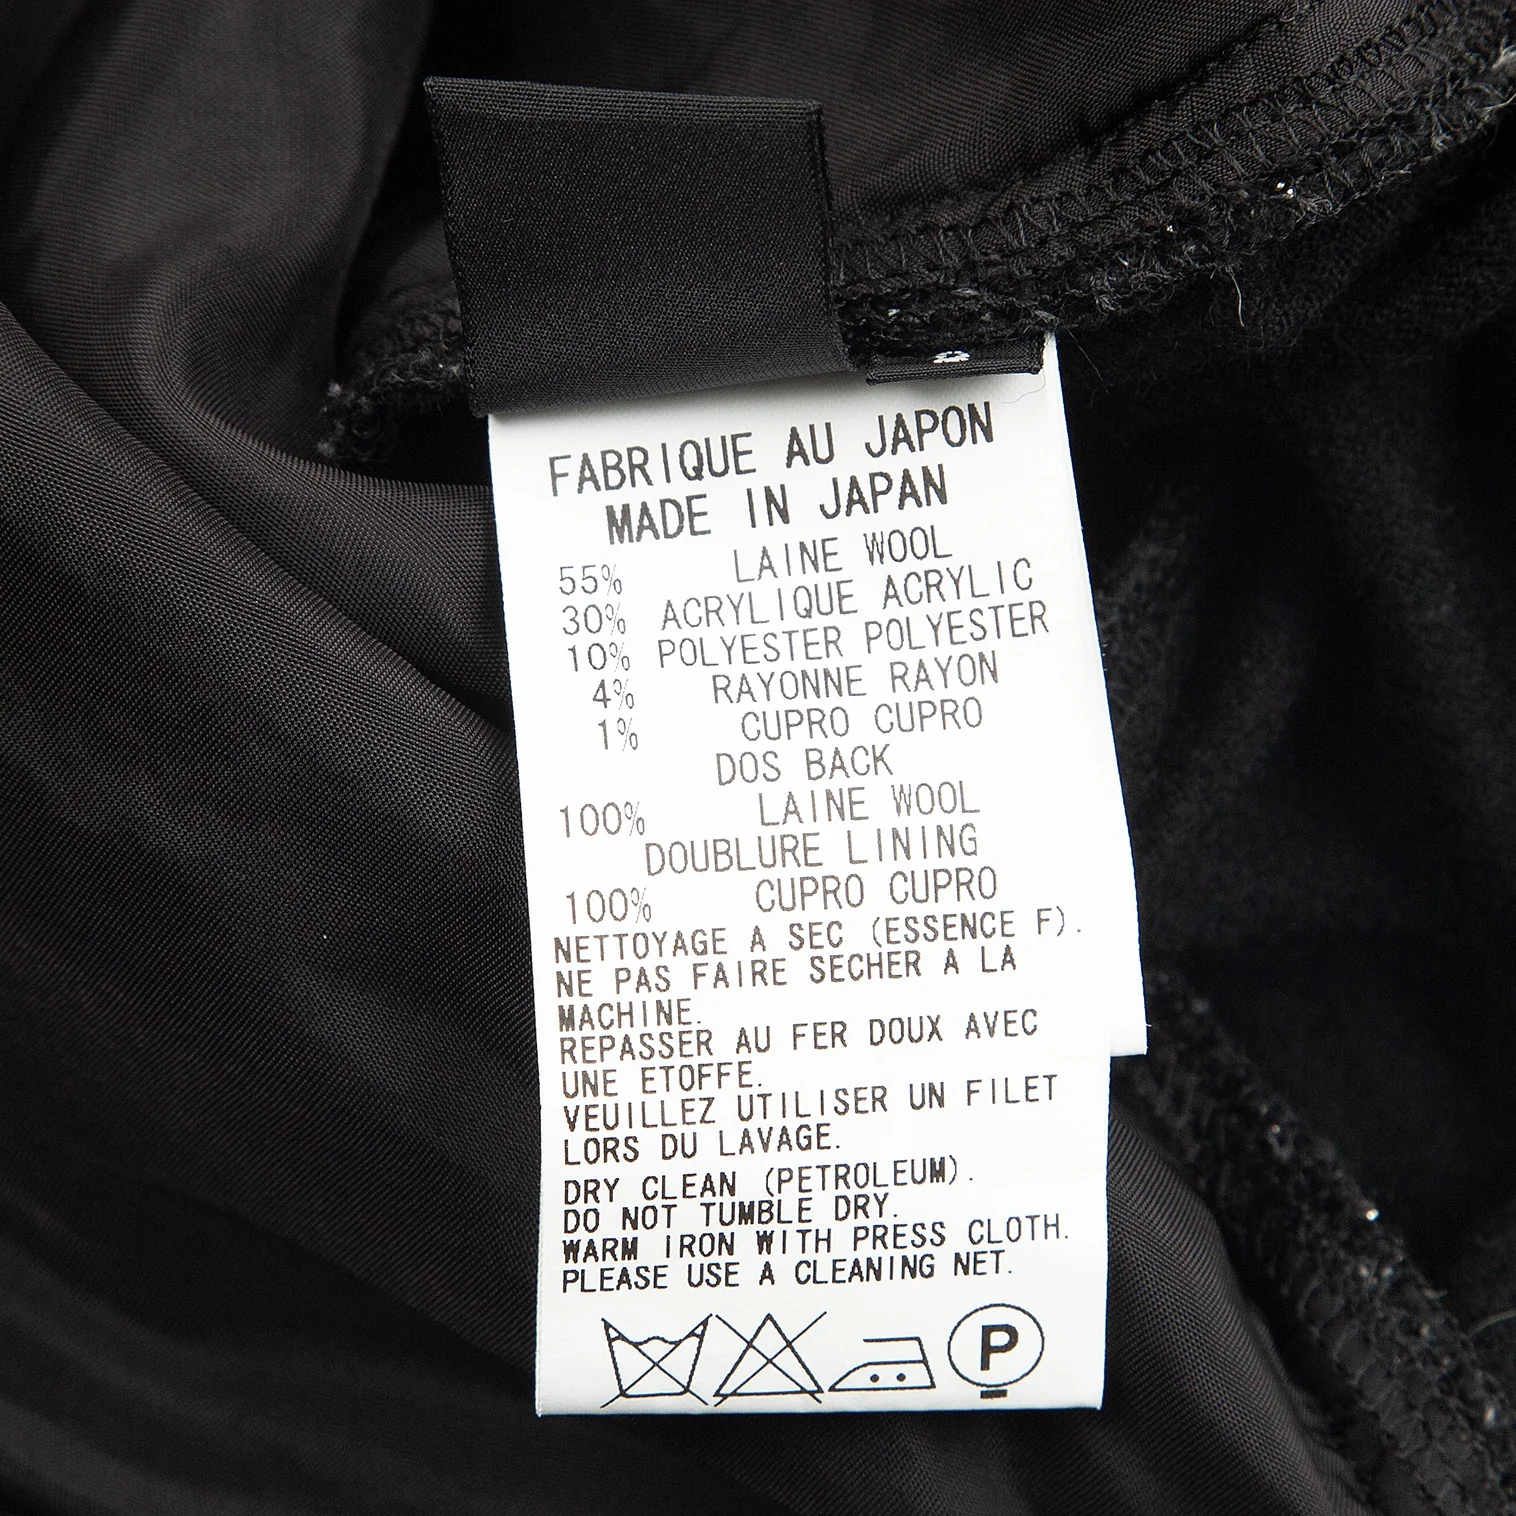 FABRIQUE AU JAPON
MADE IN JAPAN
55% LAINE WOOL
30% ACRYLIQUE ACRYLIC
10% POLYESTER POLYESTER
4% RAYONNE RAYON
1% CUPRO CUPRO
DOS BACK
100% LAINE WOOL
DOUBLURE LINING
100% CUPRO CUPRO
NETTOYAGE A SEC (ESSENCE F).
NE PAS FAIRE SECHER A LA
MACHINE.
REPASSER AU FER DOUX AVEC
UNE ETOFFE.
VEUILLEZ UTILISER UN FILET
LORS DU LAVAGE.
DRY CLEAN (PETROLEUM).
DO NOT TUMBLE DRY.
WARM IRON WITH PRESS CLOTH.
PLEASE USE A CLEANING NET.
P